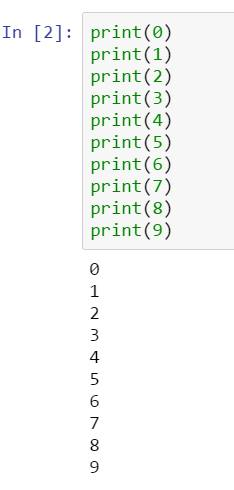 In [2]: print(0)
print(1)
print(2)
print(3)
print(4)
print(5)
print(6)
print(7)
print(8)
print(9)
0
1
2
3
4
5
6
7
8
9